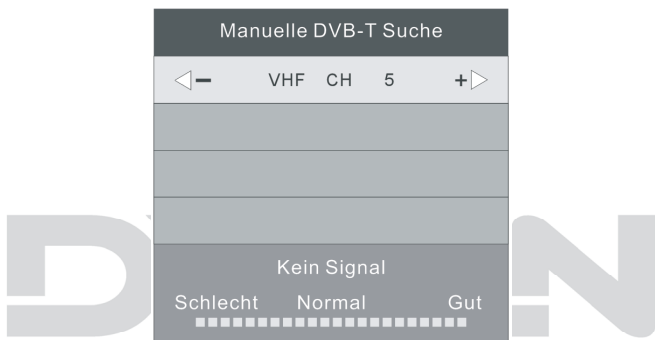 Manuelle DVB-T Suche
− VHF CH 5 +
Kein Signal
Schlecht Normal Gut